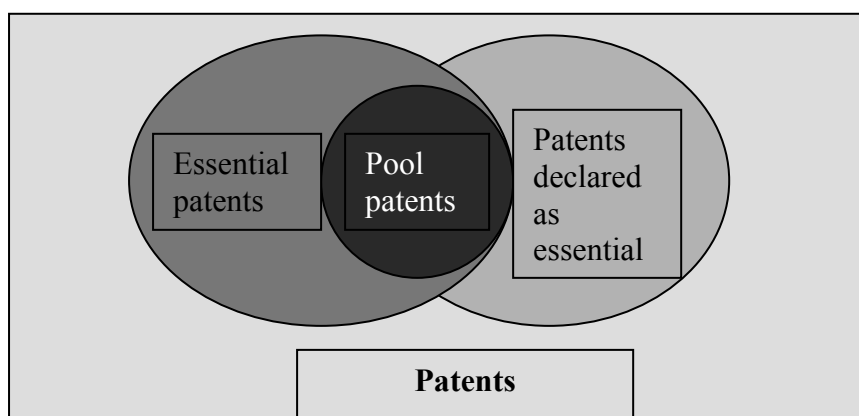 Essential
patents
Pool
patents
Patents
declared
as
essential
Patents